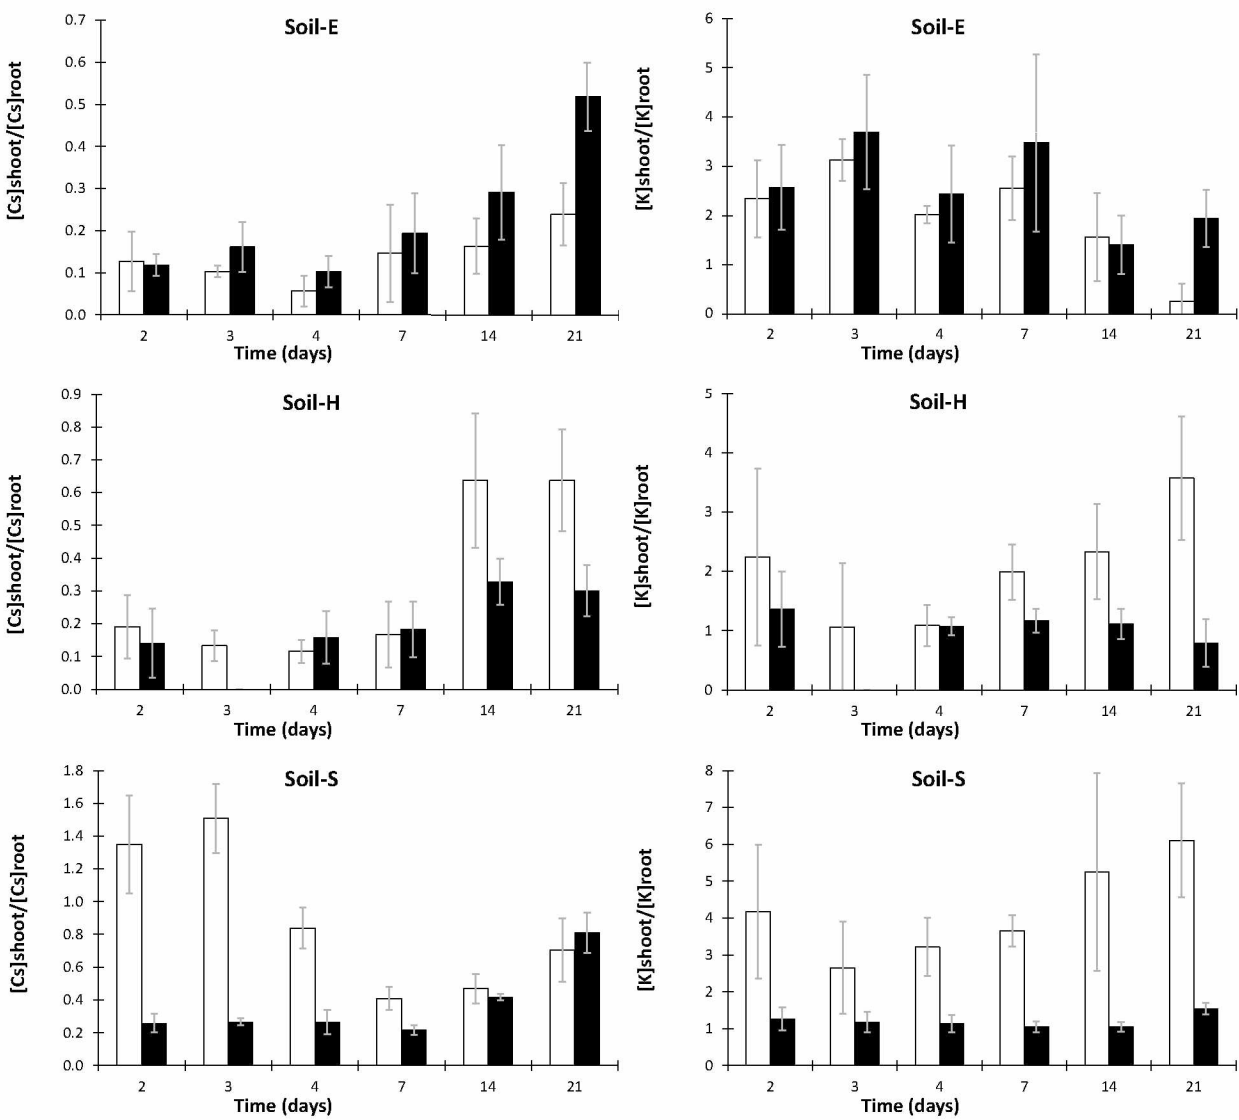 Soil-E
[Cs]shoot/[Cs]root
0.7
0.6
0.5
0.4
0.3
0.2
0.1
0.0
2 3 4 7 14 21
Time (days)
Soil-E
[K]shoot/[K]root
6
5
4
3
2
1
0
2 3 4 7 14 21
Time (days)
Soil-H
[Cs]shoot/[Cs]root
0.9
0.8
0.7
0.6
0.5
0.4
0.3
0.2
0.1
0.0
2 3 4 7 14 21
Time (days)
Soil-H
[K]shoot/[K]root
5
4
3
2
1
0
2 3 4 7 14 21
Time (days)
Soil-S
[Cs]shoot/[Cs]root
1.8
1.6
1.4
1.2
1.0
0.8
0.6
0.4
0.2
0.0
2 3 4 7 14 21
Time (days)
Soil-S
[K]shoot/[K]root
8
7
6
5
4
3
2
1
0
2 3 4 7 14 21
Time (days)